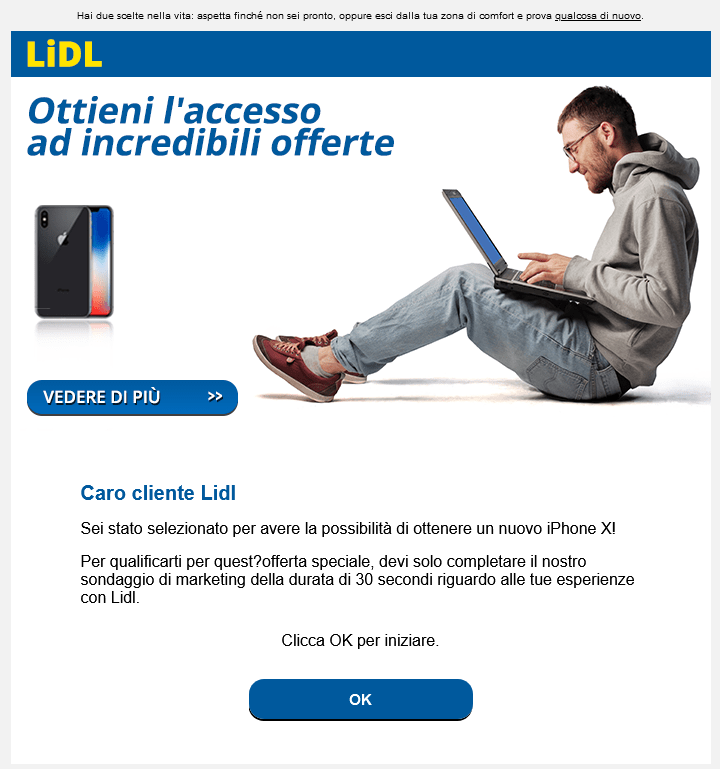 Hai due scelte nella vita: aspetta finché non sei pronto, oppure esci dalla tua zona di comfort e prova qualcosa di nuovo.
LiDL
Ottieni l'accesso
ad incredibili offerte
VEDERE DI PIÙ >>
Caro cliente Lidl
Sei stato selezionato per avere la possibilità di ottenere un nuovo iPhone X!
Per qualificarti per quest?offerta speciale, devi solo completare il nostro
sondaggio di marketing della durata di 30 secondi riguardo alle tue esperienze
con Lidl.
Clicca OK per iniziare.
OK